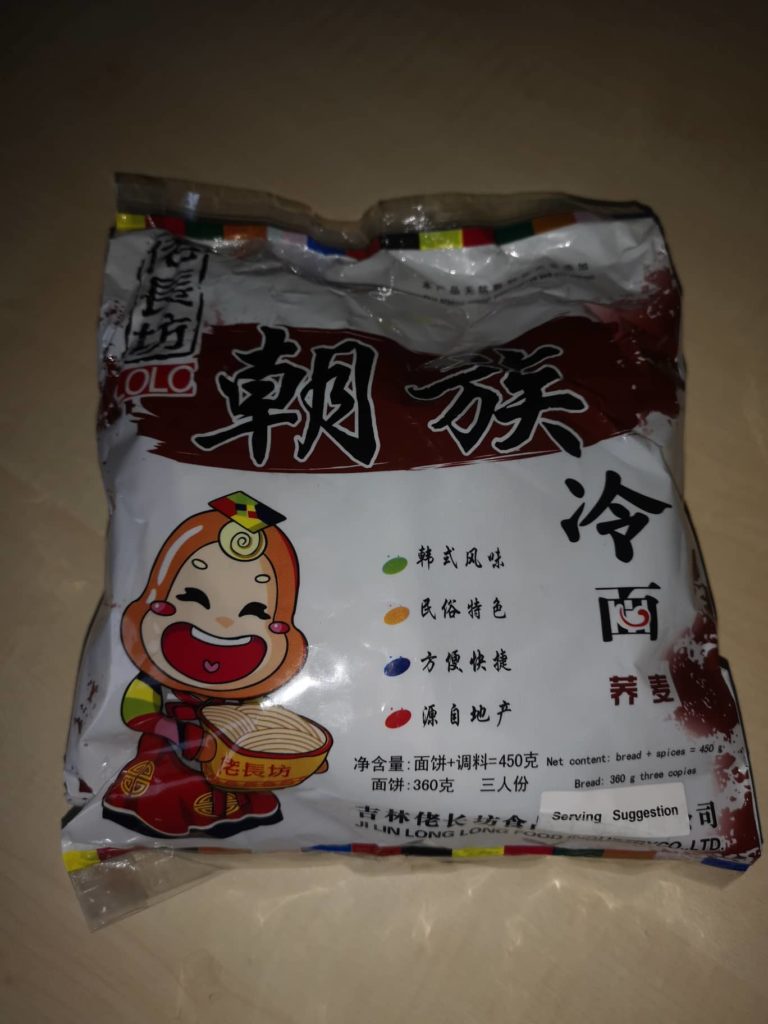 佬長坊
LOLO
朝族
冷面
荞麦
韩式风味
民俗特色
方便快捷
源自地产
佬長坊
净含量:面饼+调料=450克 Net content: bread + spices = 450 g
面饼:360克 三人份 Bread: 360 g three copies
Serving Suggestion
吉林佬长坊食 公司
JI LIN LONG LONG FOOD INDUSTRY CO.,LTD.